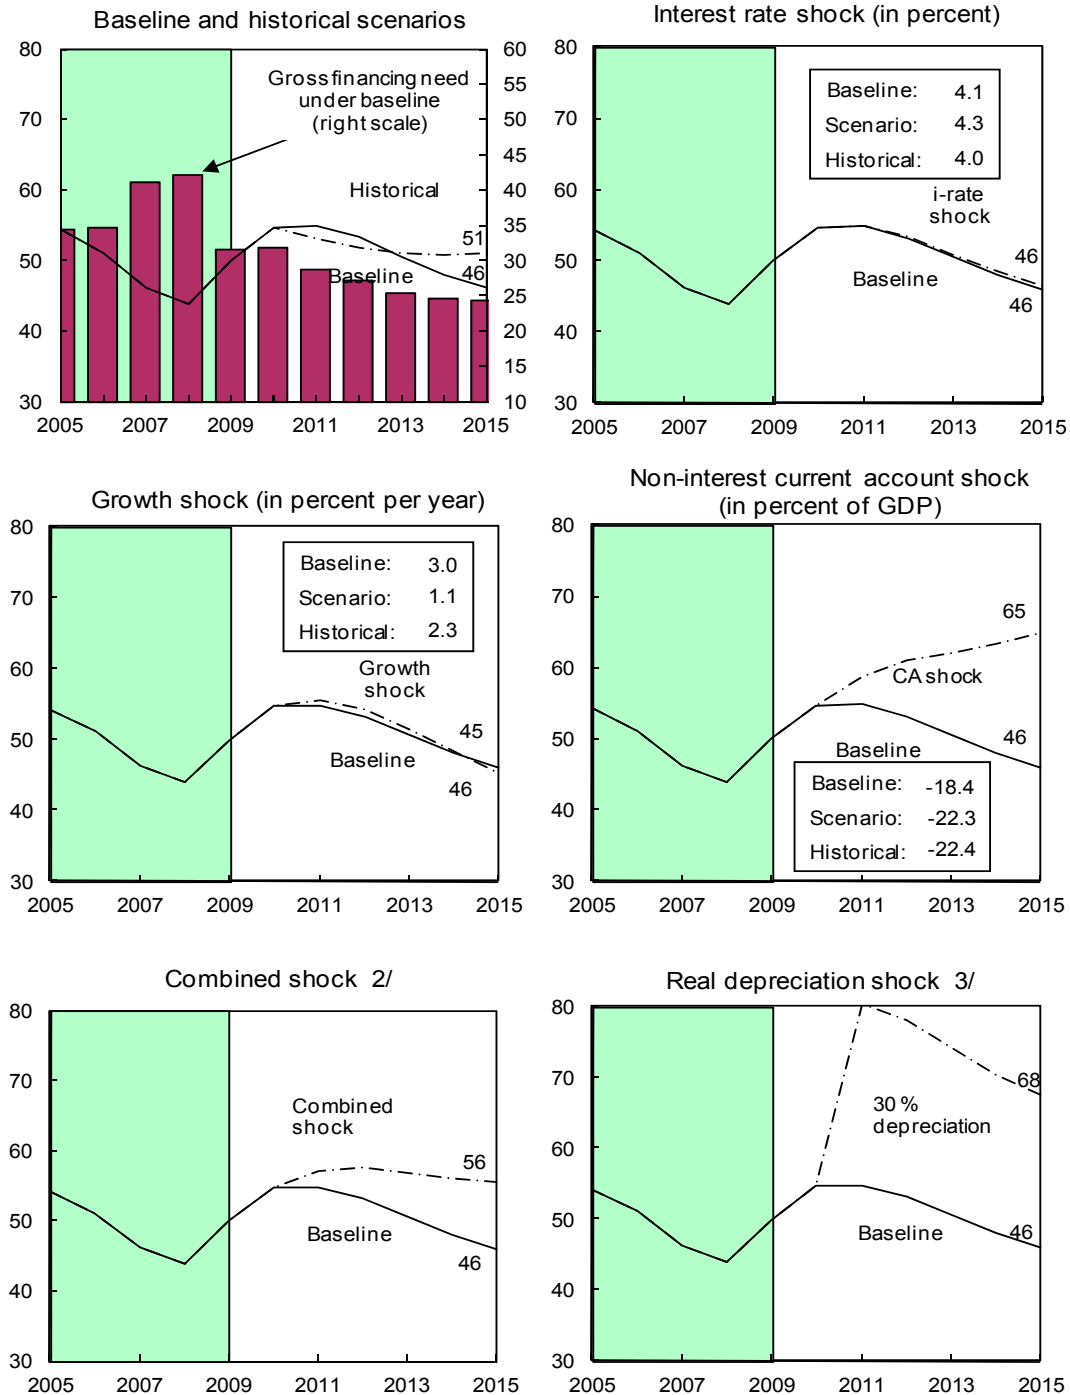 Baseline and historical scenarios
80
70
60
50
40
30
60
55
50
45
40
35
30
25
20
15
10
Gross financing need
under baseline
(right scale)
Historical
51
Baseline
46
2005
2007
2009
2011
2013
2015
Interest rate shock (in percent)
80
70
60
50
40
30
Baseline: 4.1
Scenario: 4.3
Historical: 4.0
i-rate
shock
46
Baseline
46
2005
2007
2009
2011
2013
2015
Growth shock (in percent per year)
80
70
60
50
40
30
Baseline: 3.0
Scenario: 1.1
Historical: 2.3
Growth
shock
45
Baseline
46
2005
2007
2009
2011
2013
2015
Non-interest current account shock
(in percent of GDP)
80
70
60
50
40
30
65
CA shock
46
Baseline
Baseline: -18.4
Scenario: -22.3
Historical: -22.4
2005
2007
2009
2011
2013
2015
Combined shock 2/
80
70
60
50
40
30
Combined
shock
56
Baseline
46
2005
2007
2009
2011
2013
2015
Real depreciation shock 3/
80
70
60
50
40
30
68
30 %
depreciation
Baseline
46
2005
2007
2009
2011
2013
2015